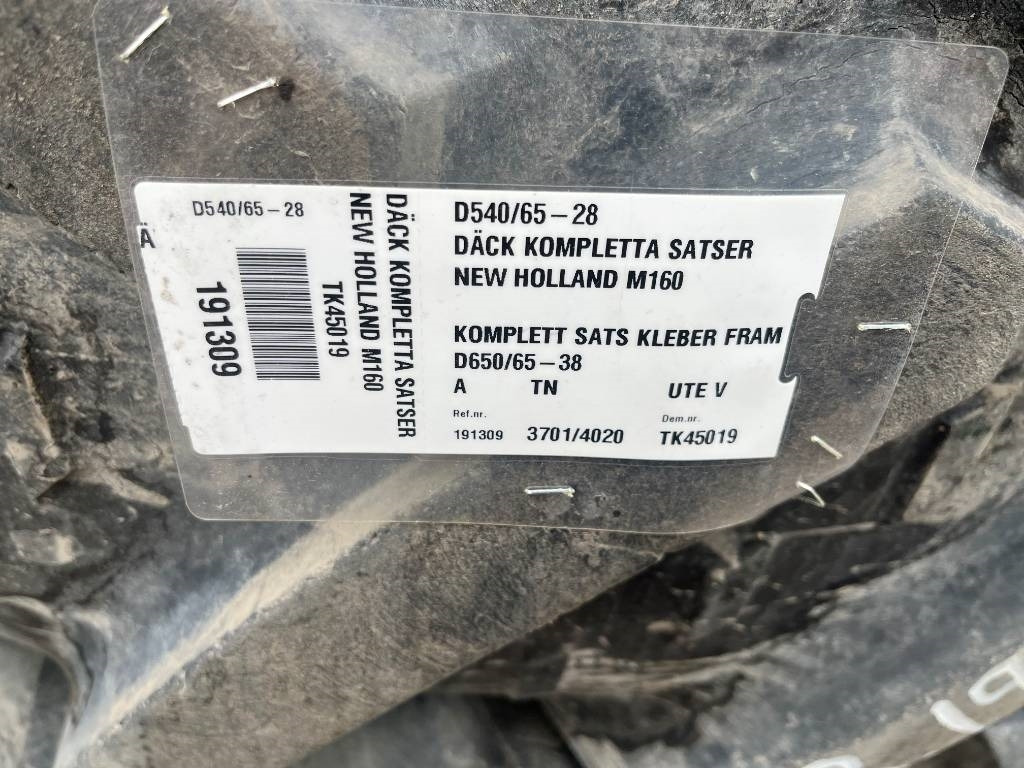 D540/65-28
Ä
191309
TK45019
NEW HOLLAND M160
DÄCK KOMPLETTA SATSER
D540/65-28
DÄCK KOMPLETTA SATSER
NEW HOLLAND M160
KOMPLETT SATS KLEBER FRAM
D650/65-38
A TN UTE V
Ref.nr. Dem.nr.
191309 3701/4020 TK45019